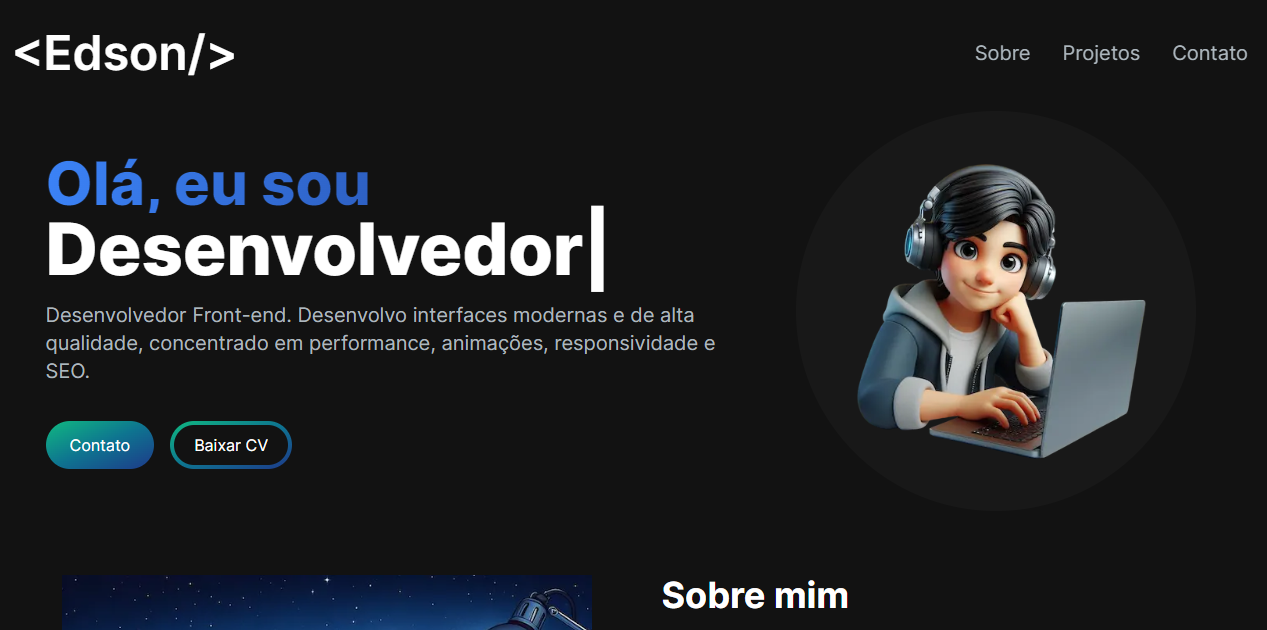 <Edson/>
Sobre Projetos Contato
Olá, eu sou
Desenvolvedor|
Desenvolvedor Front-end. Desenvolvo interfaces modernas e de alta
qualidade, concentrado em performance, animações, responsividade e
SEO.
Contato Baixar CV
Sobre mim